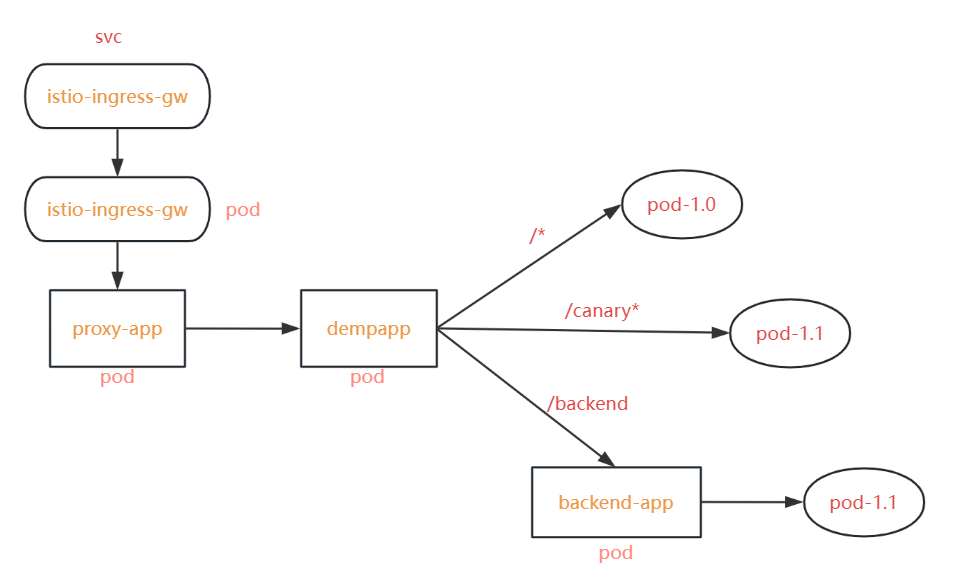 svc
istio-ingress-gw
istio-ingress-gw
pod
proxy-app
pod
dempapp
pod
/*
pod-1.0
/canary*
pod-1.1
/backend
backend-app
pod
pod-1.1